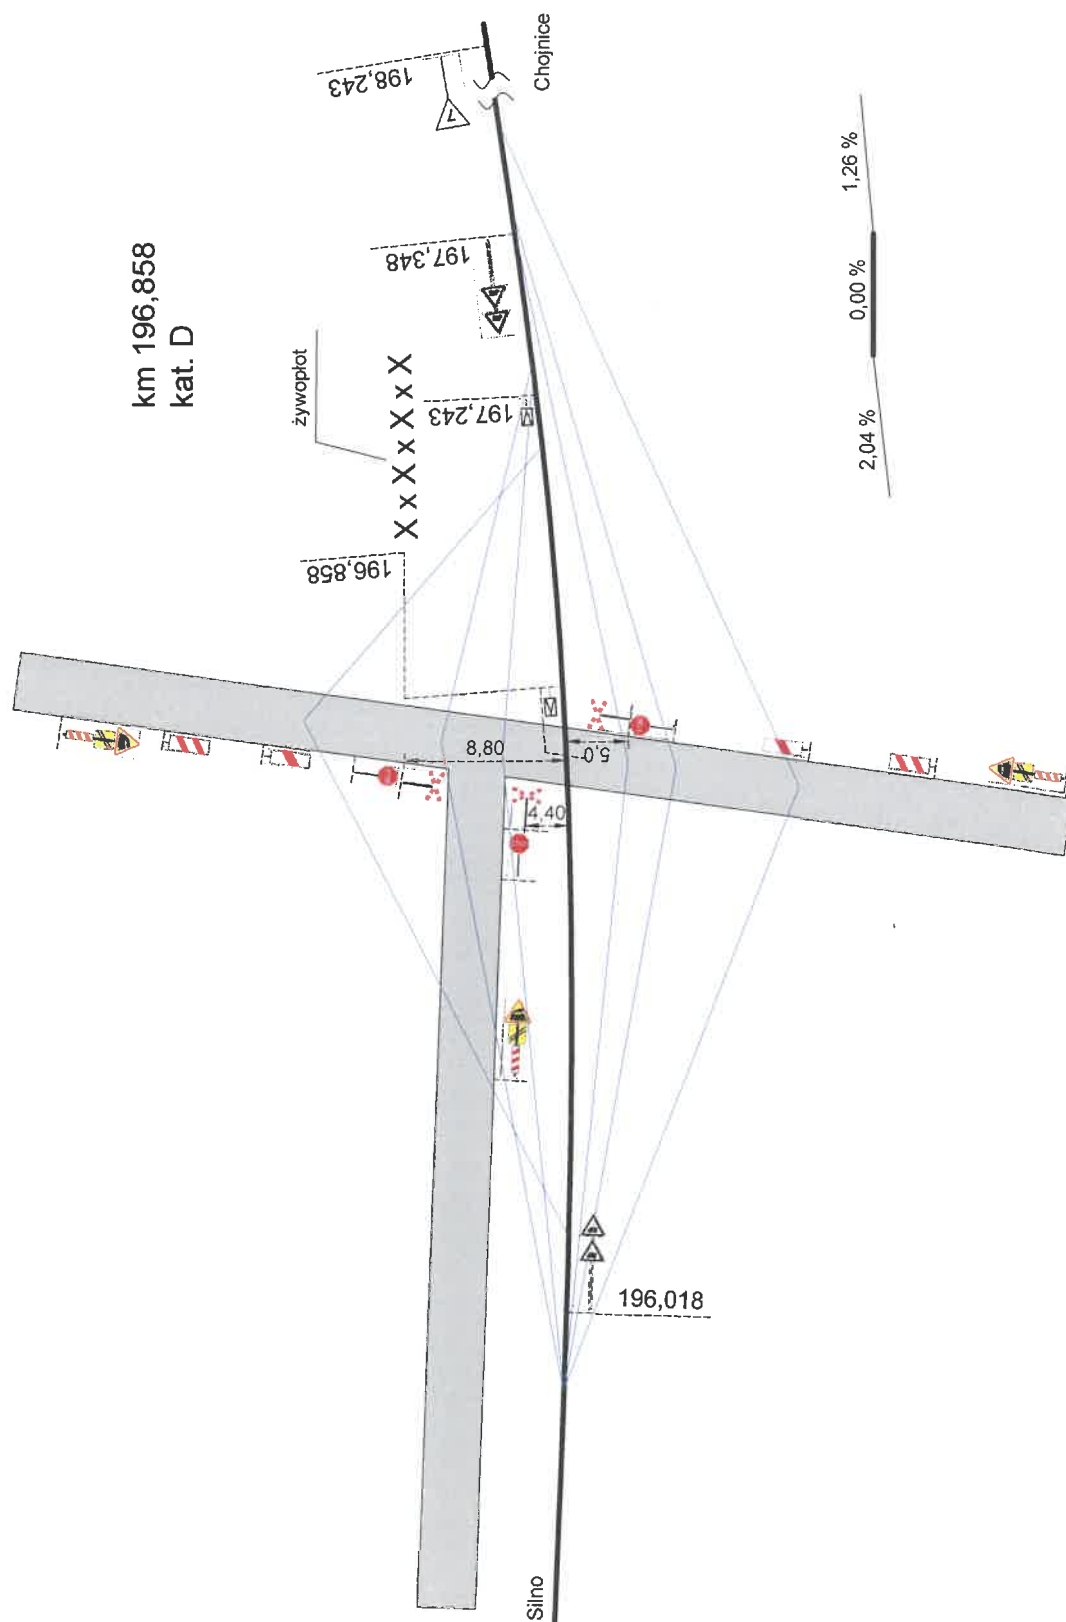 Chojnice
198,243
7
km 196,858
kat. D
197,348
1,26 %
0,00 %
2,04 %
żywopłot
X x X x X x X
197,243
196,858
8,80
5,0
4,40
196,018
Silno